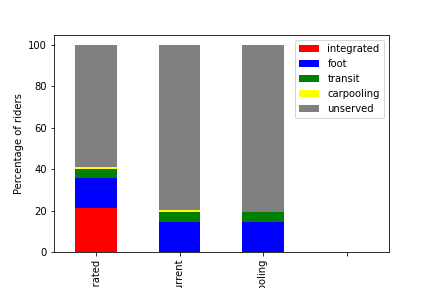 100
80
60
40
20
0
Percentage of riders
integrated
foot
transit
carpooling
unserved
rated
urrent
ooling